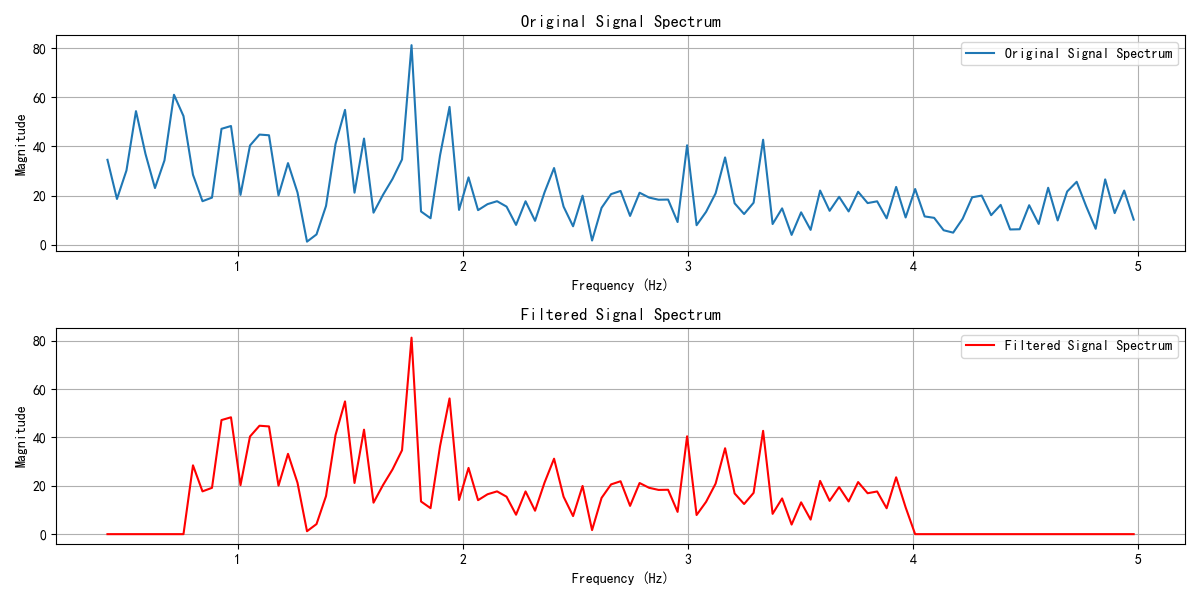 Original Signal Spectrum
Original Signal Spectrum
Magnitude
80
60
40
20
0
1 2 3 4 5
Frequency (Hz)
Filtered Signal Spectrum
Filtered Signal Spectrum
Magnitude
80
60
40
20
0
1 2 3 4 5
Frequency (Hz)